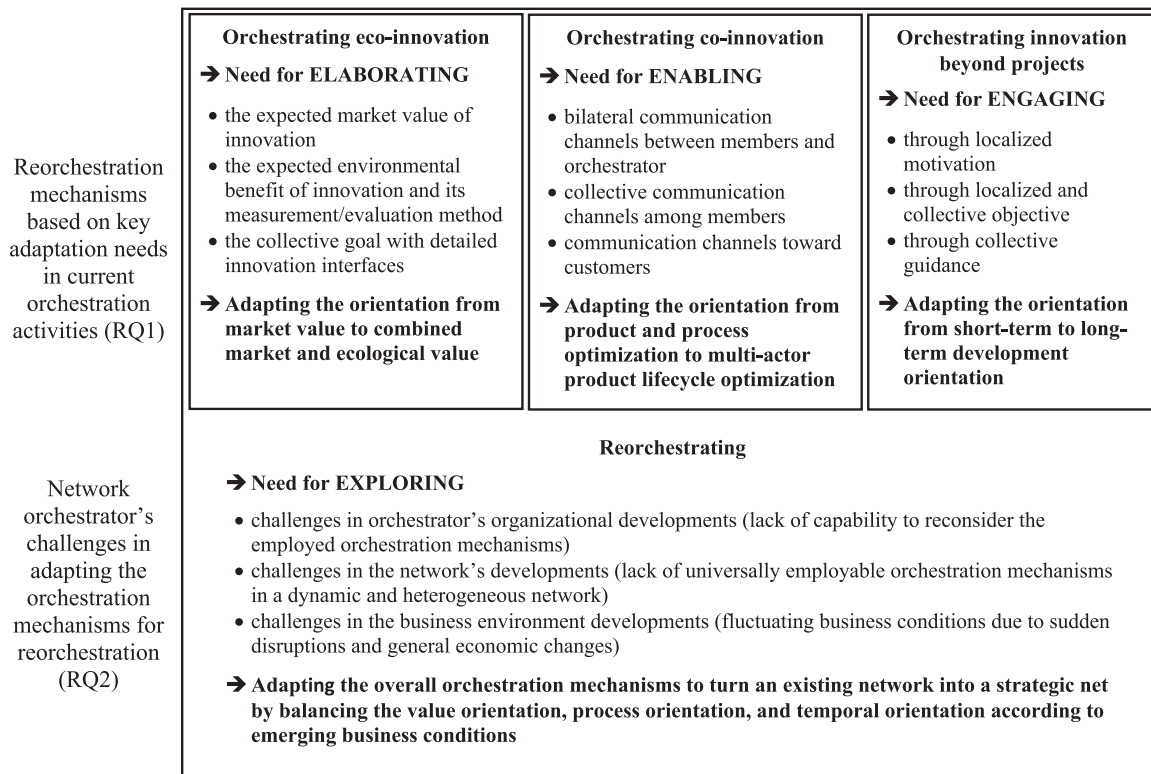 Reorchestration
mechanisms
based on key
adaptation needs
in current
orchestration
activities (RQ1)
Orchestrating eco-innovation
➔ Need for ELABORATING
• the expected market value of
innovation
• the expected environmental
benefit of innovation and its
measurement/evaluation method
• the collective goal with detailed
innovation interfaces
➔ Adapting the orientation from
market value to combined
market and ecological value
Orchestrating co-innovation
➔ Need for ENABLING
• bilateral communication
channels between members and
orchestrator
• collective communication
channels among members
• communication channels toward
customers
➔ Adapting the orientation from
product and process
optimization to multi-actor
product lifecycle optimization
Orchestrating innovation
beyond projects
➔ Need for ENGAGING
• through localized
motivation
• through localized and
collective objective
• through collective
guidance
➔ Adapting the orientation
from short-term to long-
term development
orientation
Network
orchestrator’s
challenges in
adapting the
orchestration
mechanisms for
reorchestration
(RQ2)
Reorchestrating
➔ Need for EXPLORING
• challenges in orchestrator’s organizational developments (lack of capability to reconsider the
employed orchestration mechanisms)
• challenges in the network’s developments (lack of universally employable orchestration mechanisms
in a dynamic and heterogeneous network)
• challenges in the business environment developments (fluctuating business conditions due to sudden
disruptions and general economic changes)
➔ Adapting the overall orchestration mechanisms to turn an existing network into a strategic net
by balancing the value orientation, process orientation, and temporal orientation according to
emerging business conditions